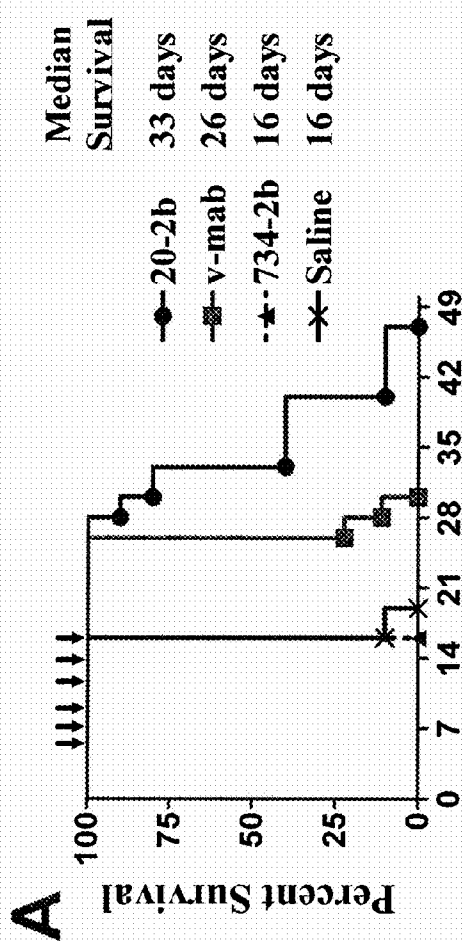 A
Median
Survival
20-2b 33 days
v-mab 26 days
734-2b 16 days
Saline 16 days
Percent Survival
100
75
50
25
0
0 7 14 21 28 35 42 49